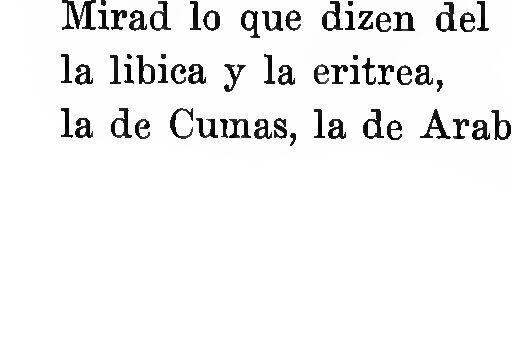 Mirad lo que dizen del
la libica y la eritrea,
la de Cumas, la de Arab